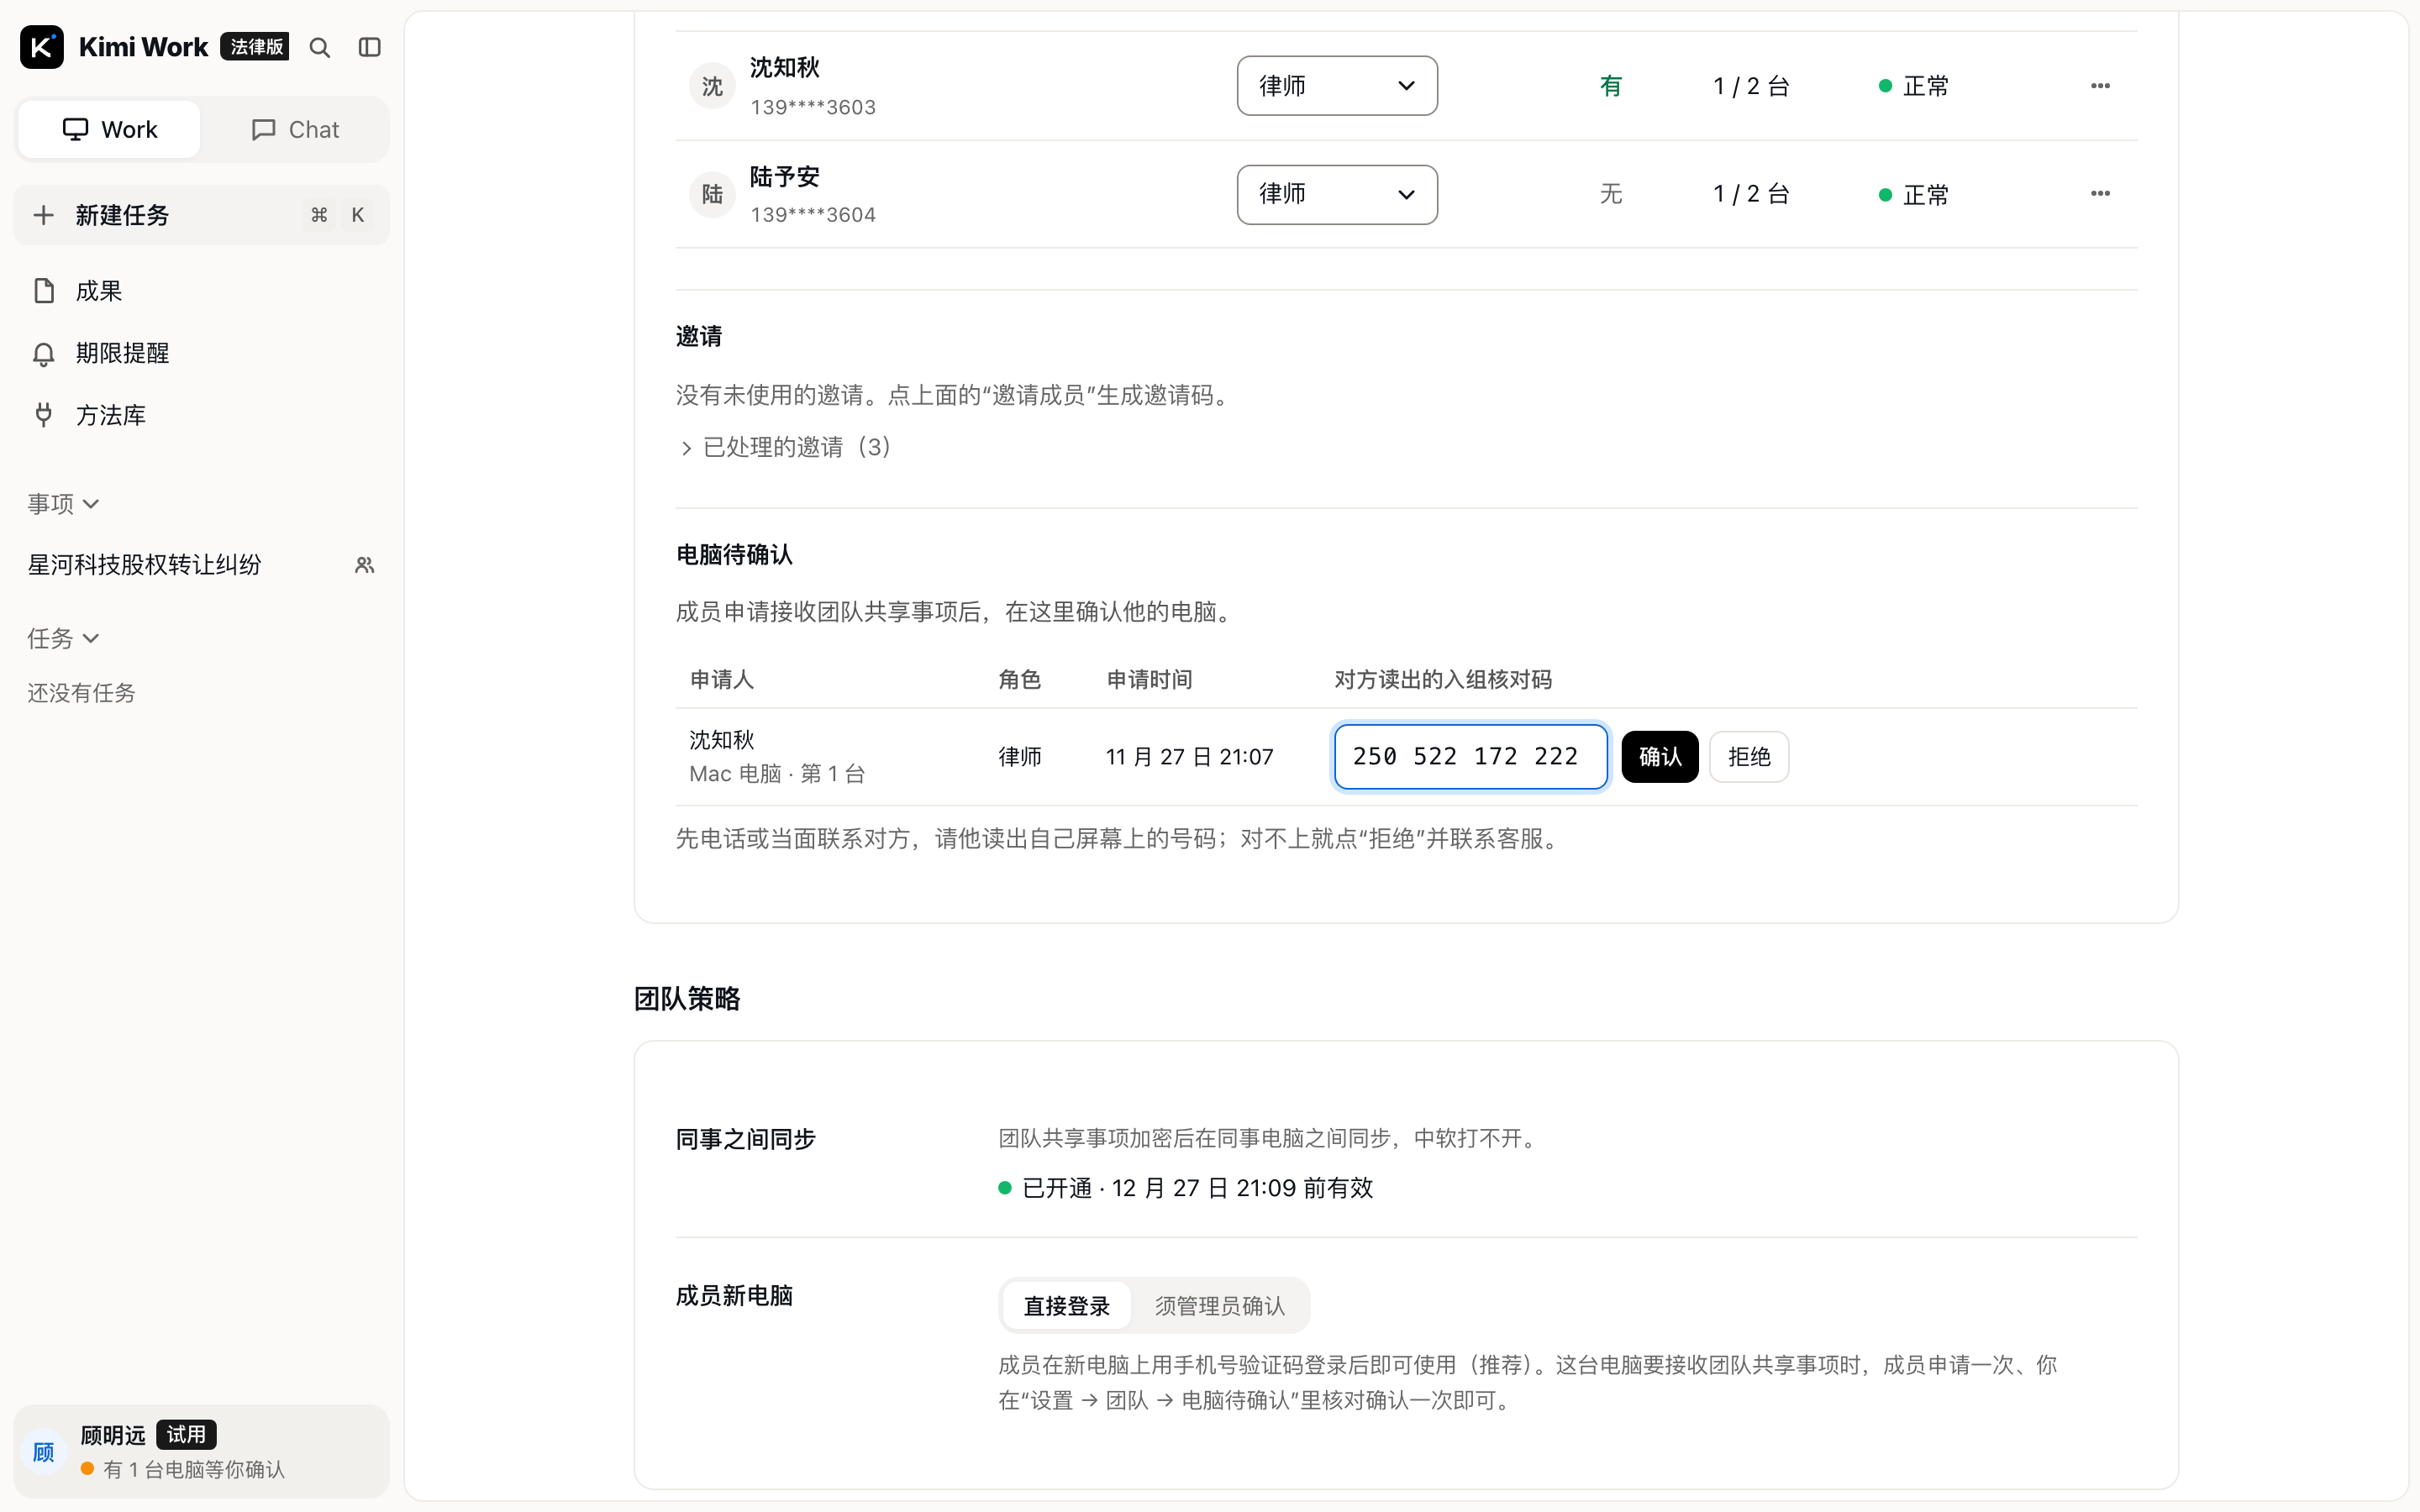 Kimi Work 法律版
Work
Chat
新建任务 ⌘ K
成果
期限提醒
方法库
事项
星河科技股权转让纠纷
任务
还没有任务
顾 顾明远 试用
有 1 台电脑等你确认
沈 沈知秋
139****3603
律师
有
1 / 2 台
正常
陆 陆予安
139****3604
律师
无
1 / 2 台
正常
邀请
没有未使用的邀请。点上面的“邀请成员”生成邀请码。
已处理的邀请（3）
电脑待确认
成员申请接收团队共享事项后，在这里确认他的电脑。
申请人 角色 申请时间 对方读出的入组核对码
沈知秋
Mac 电脑 · 第 1 台
律师
11 月 27 日 21:07
250 522 172 222
确认
拒绝
先电话或当面联系对方，请他读出自己屏幕上的号码；对不上就点“拒绝”并联系客服。
团队策略
同事之间同步
团队共享事项加密后在同事电脑之间同步，中软打不开。
已开通 · 12 月 27 日 21:09 前有效
成员新电脑
直接登录
须管理员确认
成员在新电脑上用手机号验证码登录后即可使用（推荐）。这台电脑要接收团队共享事项时，成员申请一次、你
在“设置 → 团队 → 电脑待确认”里核对确认一次即可。